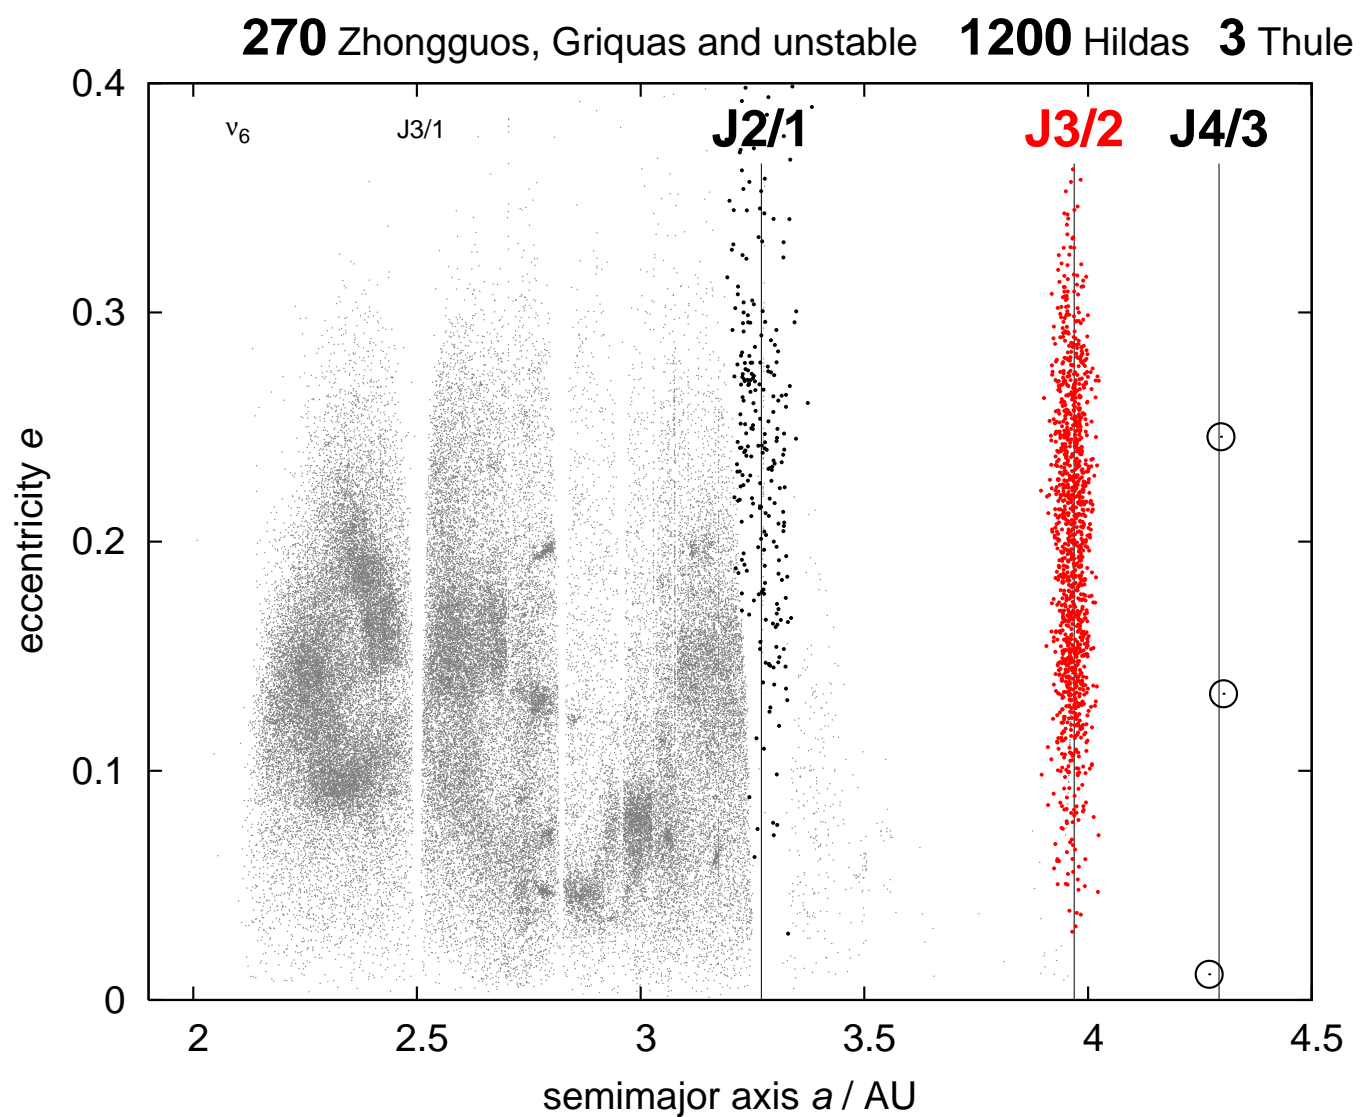 270 Zhongguos, Griquas and unstable 1200 Hildas 3 Thule
0.4
ν6 J3/1 J2/1 J3/2 J4/3
0.3
0.2
0.1
0
eccentricity e
2 2.5 3 3.5 4 4.5
semimajor axis a / AU